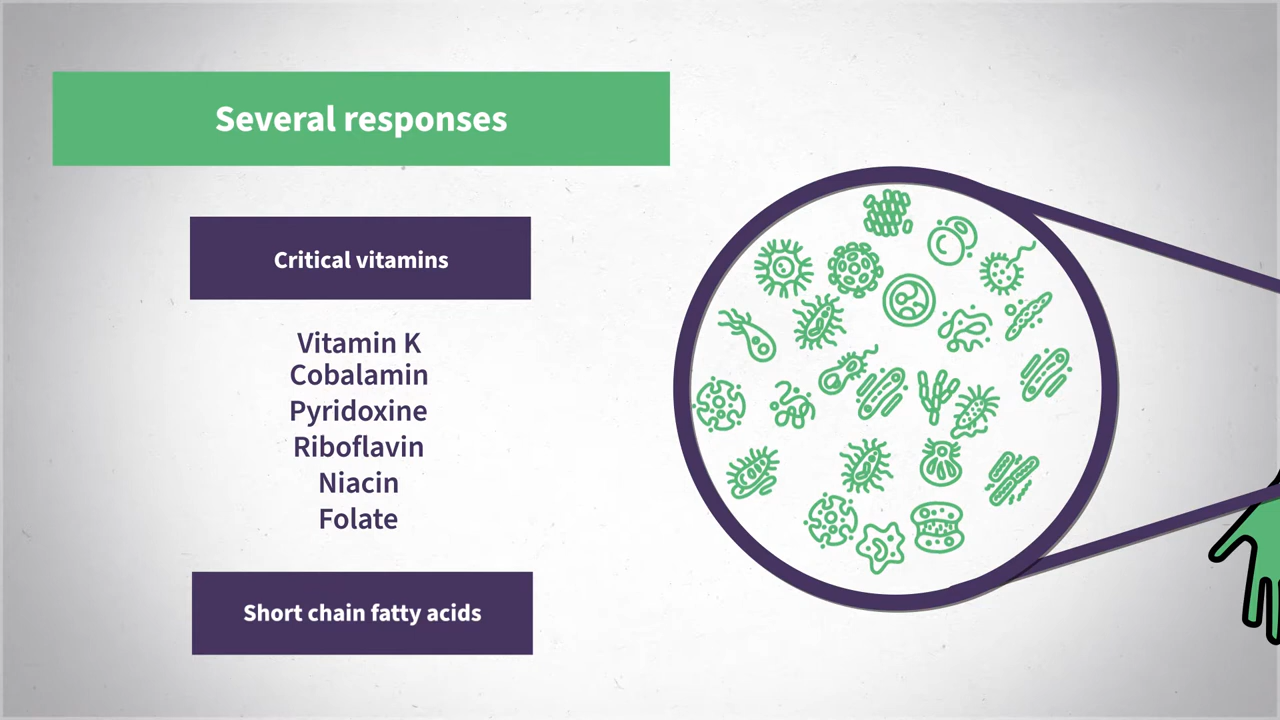 Several responses
Critical vitamins
Vitamin K
Cobalamin
Pyridoxine
Riboflavin
Niacin
Folate
Short chain fatty acids